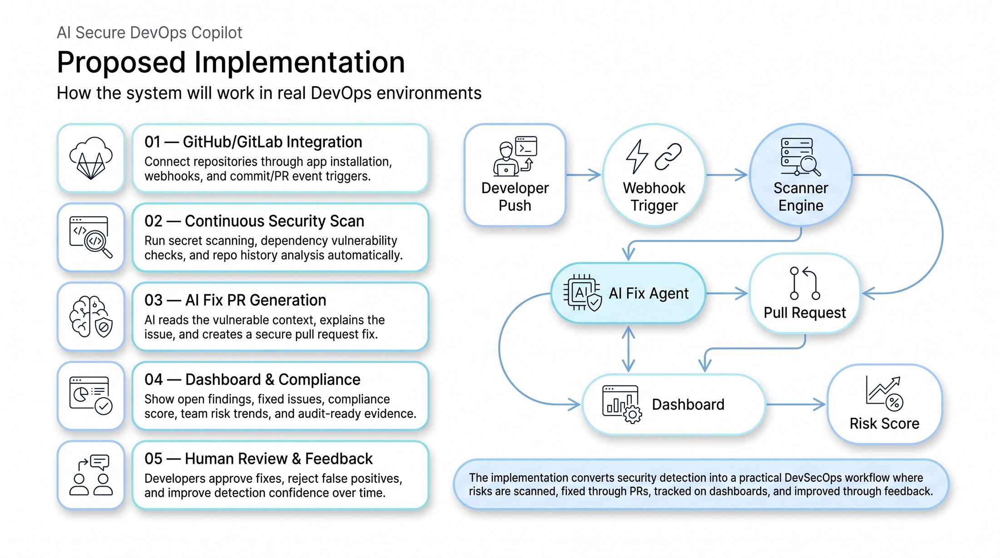 AI Secure DevOps Copilot
Proposed Implementation
How the system will work in real DevOps environments
01 — GitHub/GitLab Integration
Connect repositories through app installation,
webhooks, and commit/PR event triggers.
02 — Continuous Security Scan
Run secret scanning, dependency vulnerability
checks, and repo history analysis automatically.
03 — AI Fix PR Generation
AI reads the vulnerable context, explains the
issue, and creates a secure pull request fix.
04 — Dashboard & Compliance
Show open findings, fixed issues, compliance
score, team risk trends, and audit-ready evidence.
05 — Human Review & Feedback
Developers approve fixes, reject false positives,
and improve detection confidence over time.
Developer
Push
Webhook
Trigger
Scanner
Engine
AI
AI Fix Agent
Pull Request
Dashboard
%
Risk Score
The implementation converts security detection into a practical DevSecOps workflow where
risks are scanned, fixed through PRs, tracked on dashboards, and improved through feedback.